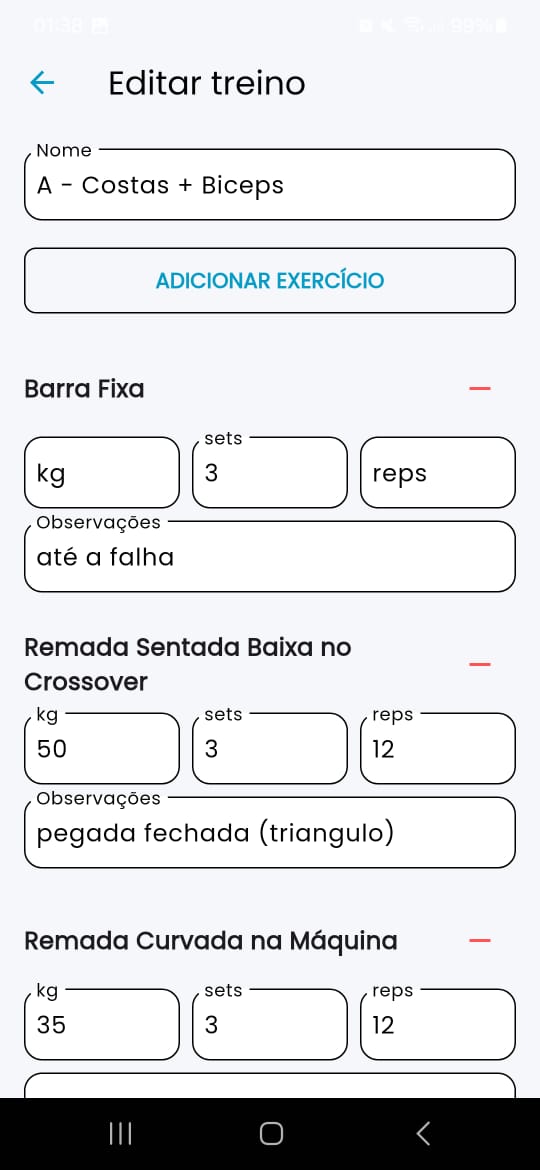 01:38 99%
Editar treino
Nome
A - Costas + Biceps
ADICIONAR EXERCÍCIO
Barra Fixa
kg
sets
3
reps
Observações
até a falha
Remada Sentada Baixa no
Crossover
kg
50
sets
3
reps
12
Observações
pegada fechada (triangulo)
Remada Curvada na Máquina
kg
35
sets
3
reps
12